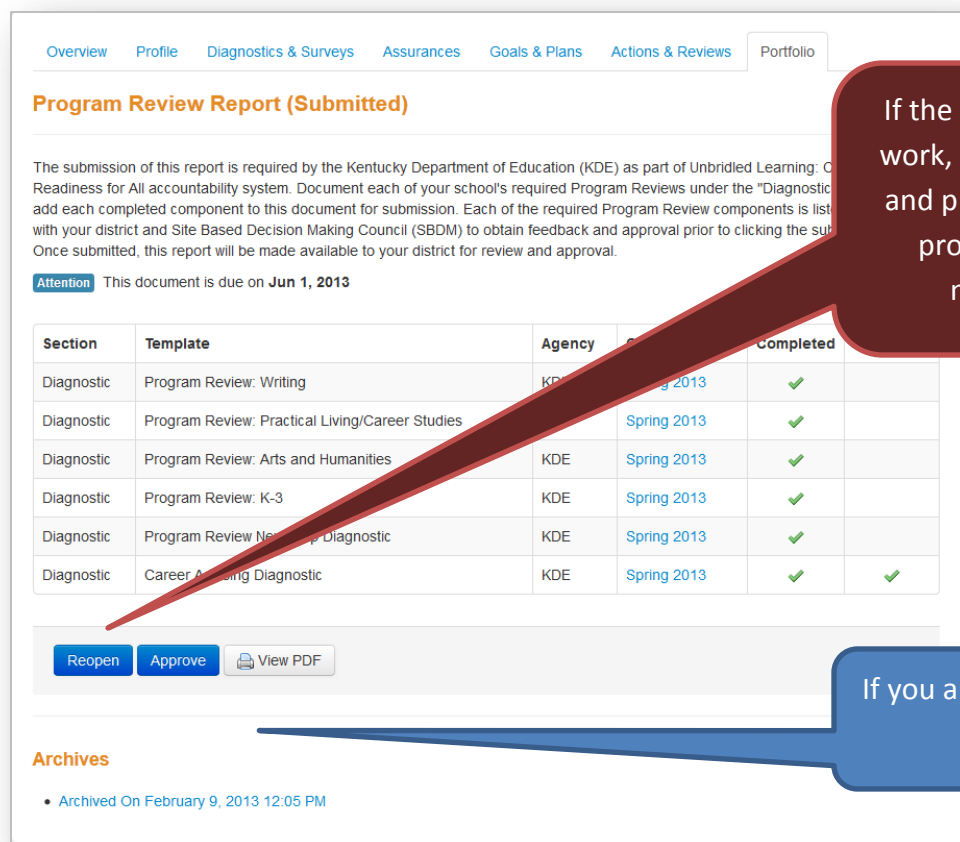 Overview Profile Diagnostics & Surveys Assurances Goals & Plans Actions & Reviews Portfolio
Program Review Report (Submitted)
The submission of this report is required by the Kentucky Department of Education (KDE) as part of Unbridled Learning:
Readiness for All accountability system. Document each of your school's required Program Reviews under the
add each completed component to this document for submission. Each of the required Program Review components is
with your district and Site Based Decision Making Council (SBDM) to obtain feedback and approval prior to clicking the
Once submitted, this report will be made available to your district for review and approval.
Attention This document is due on Jun 1, 2013
Section Template Agency Completed
Diagnostic Program Review: Writing 2013
Diagnostic Program Review: Practical Living/Career Studies Spring 2013
Diagnostic Program Review: Arts and Humanities KDE Spring 2013
Diagnostic Program Review: K-3 KDE Spring 2013
Diagnostic Program Review Diagnostic KDE Spring 2013
Diagnostic Career Diagnostic KDE Spring 2013
Reopen Approve View PDF
Archives
• Archived On February 9, 2013 12:05 PM
If the
work,
and
If you